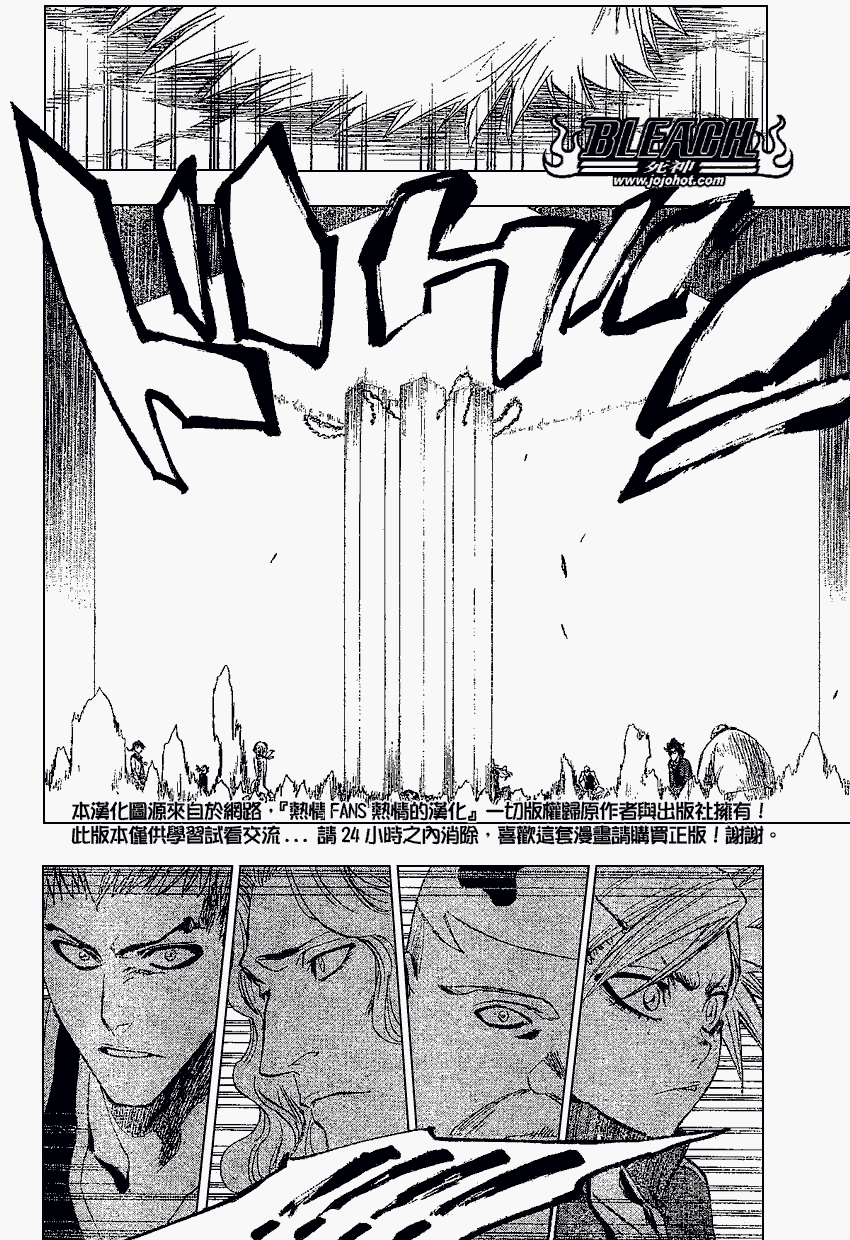 BLEACH
死神
www.jojohot.com
ドドド
本漢化圖源來自於網路，『熱情 FANS 熱情的漢化』一切版權歸原作者與出版社擁有！
此版本僅供學習試看交流 ... 請 24 小時之內消除，喜歡這套漫畫請購買正版！謝謝。